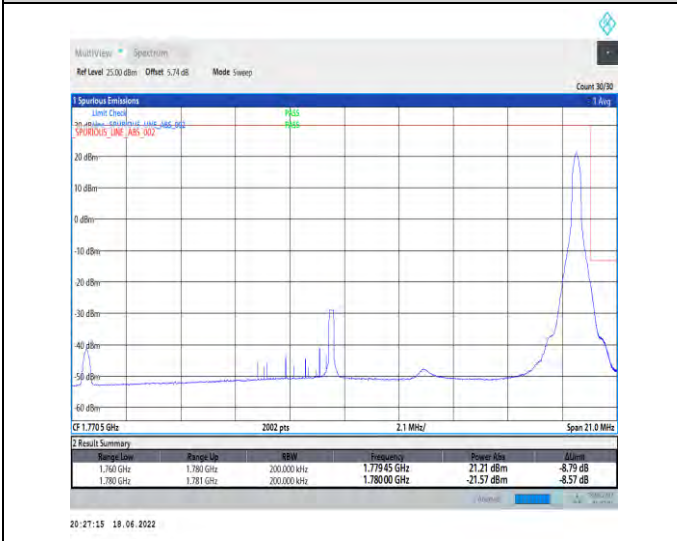 MultiView Spectrum
Ref Level 25.00 dBm Offset 5.74 dB Mode Sweep
Count 30/30
1 Spurious Emissions 1 Avg
Limit Check PASS
Line _SPURIOUS_LINE_ABS_002 PASS
_SPURIOUS_LINE_ABS_002
20 dBm
10 dBm
0 dBm
-10 dBm
-20 dBm
-30 dBm
-40 dBm
-50 dBm
-60 dBm
CF 1.7705 GHz 2002 pts 2.1 MHz/ Span 21.0 MHz
2 Result Summary
Range Low Range Up RBW Frequency Power Abs ΔLimit
1.760 GHz 1.780 GHz 200.000 kHz 1.77945 GHz 21.21 dBm -8.79 dB
1.780 GHz 1.781 GHz 200.000 kHz 1.78000 GHz -21.57 dBm -8.57 dB
20:27:15 18.06.2022